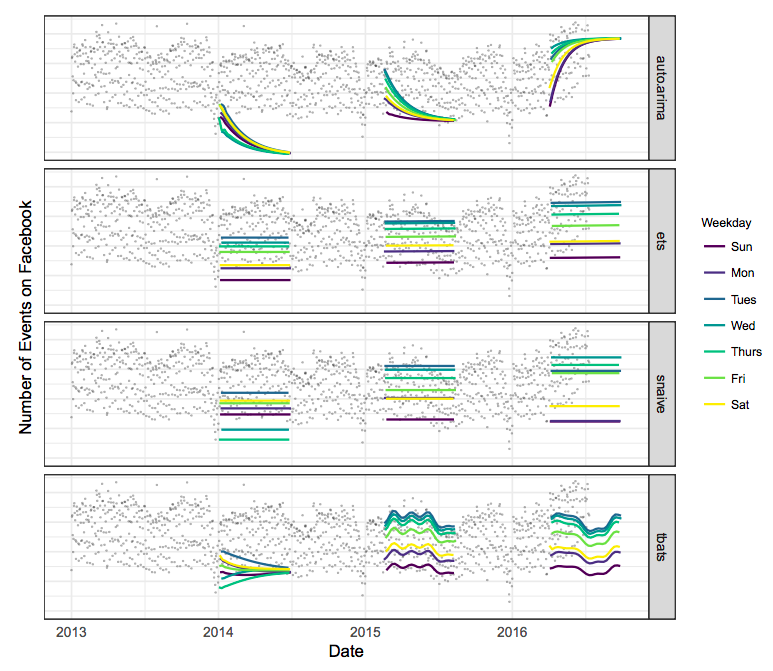 auto.arima
ets
snaive
tbats
Number of Events on Facebook
2013 2014 2015 2016
Date
Weekday
Sun
Mon
Tues
Wed
Thurs
Fri
Sat